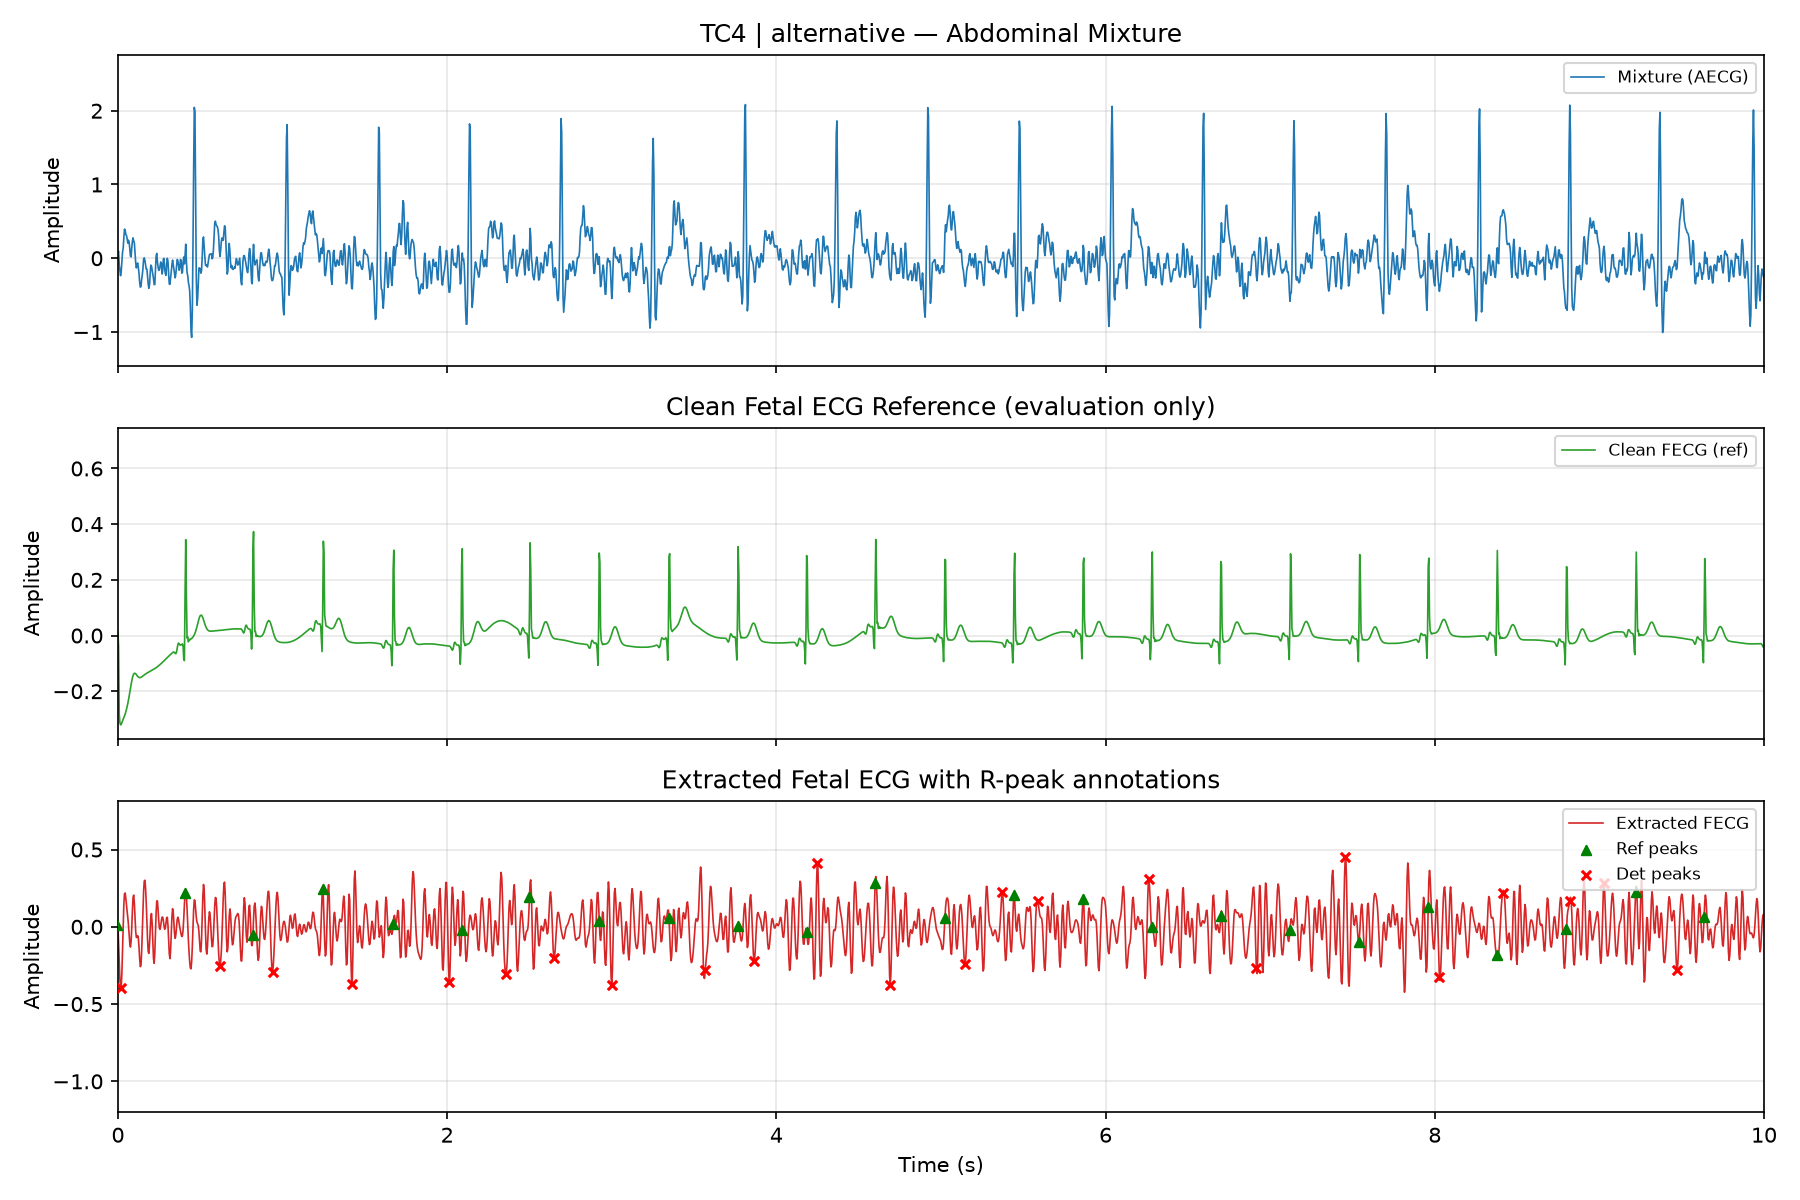 TC4 | alternative — Abdominal Mixture
Mixture (AECG)
2
1
0
−1
Amplitude
Clean Fetal ECG Reference (evaluation only)
Clean FECG (ref)
0.6
0.4
0.2
0.0
−0.2
Amplitude
Extracted Fetal ECG with R-peak annotations
Extracted FECG
Ref peaks
Det peaks
0.5
0.0
−0.5
−1.0
Amplitude
0 2 4 6 8 10
Time (s)